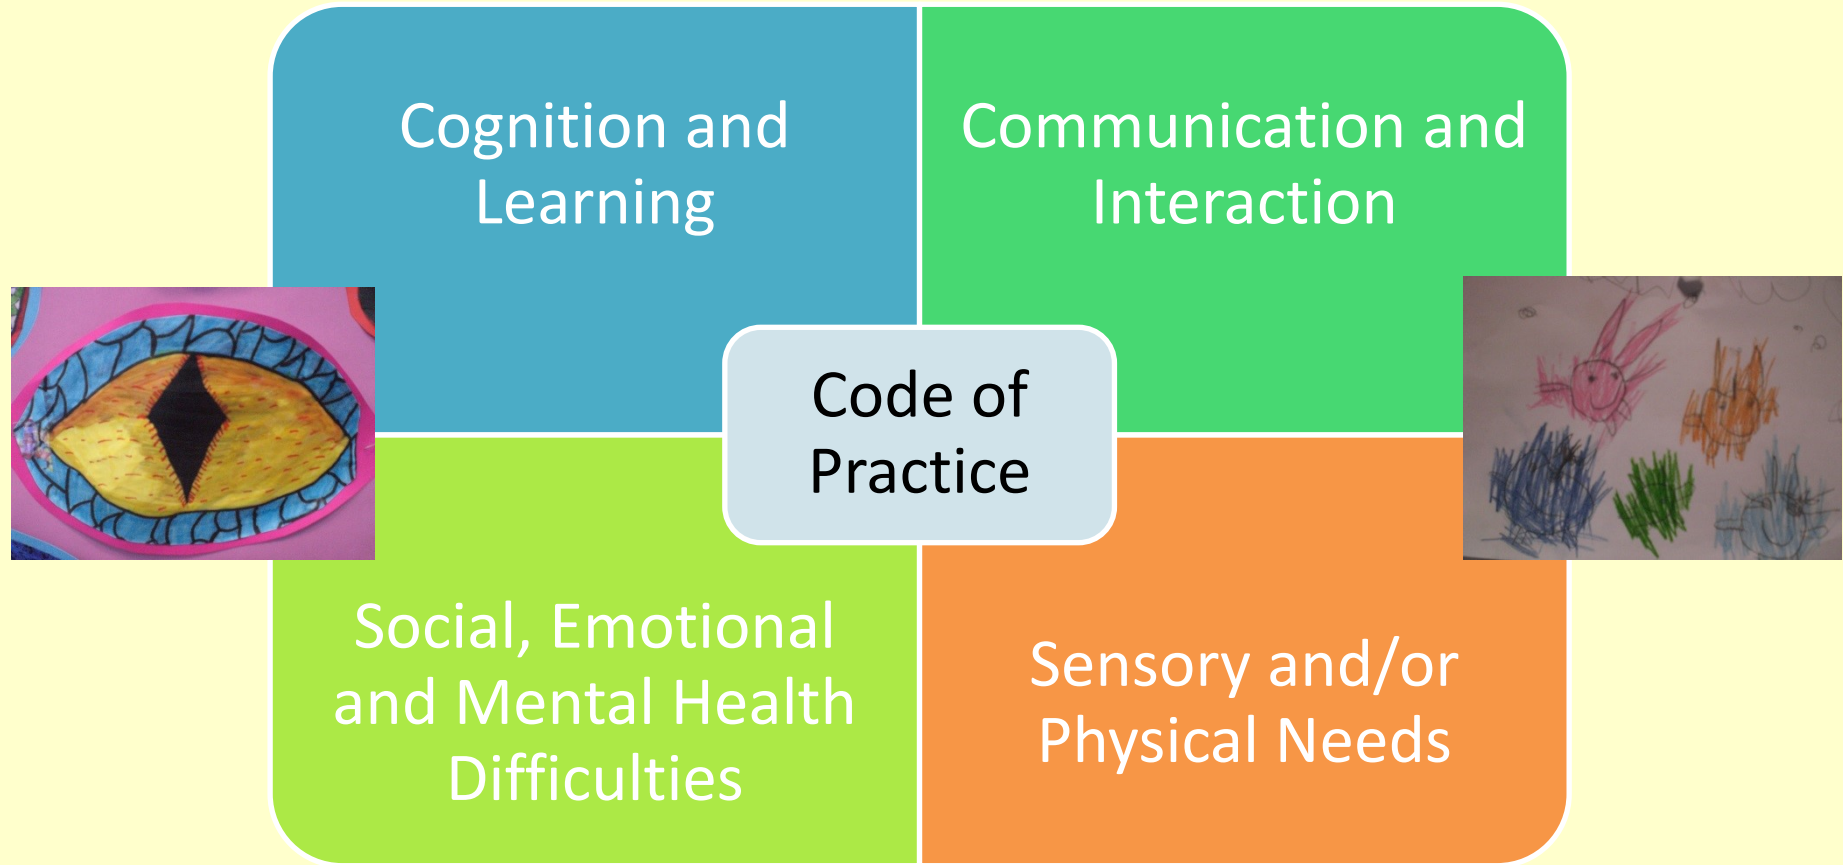 Cognition and
Learning
Communication and
Interaction
Code of
Practice
Social, Emotional
and Mental Health
Difficulties
Sensory and/or
Physical Needs